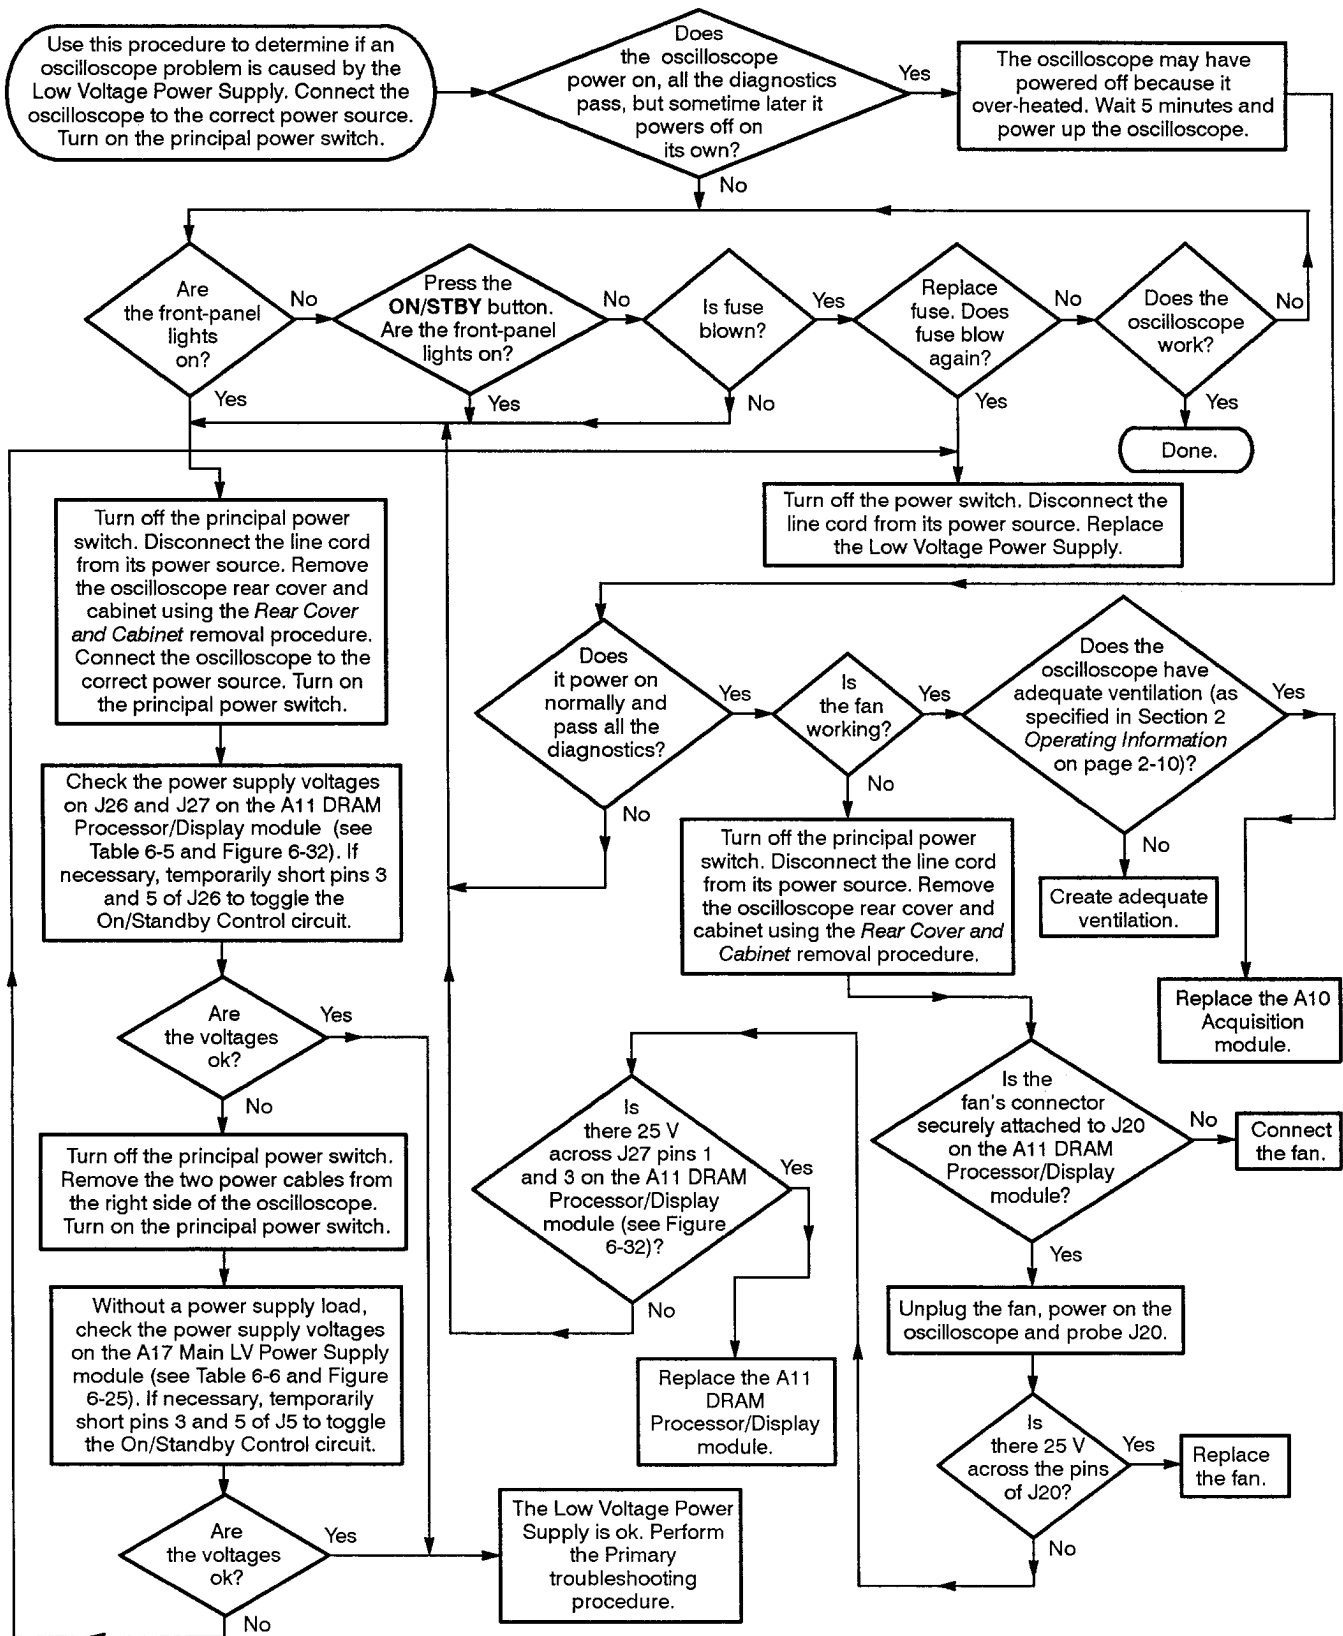 Use this procedure to determine if an
oscilloscope problem is caused by the
Low Voltage Power Supply. Connect the
oscilloscope to the correct power source.
Turn on the principal power switch.
Does
the oscilloscope
power on, all the diagnostics
pass, but sometime later it
powers off on
its own?
Yes
The oscilloscope may have
powered off because it
over-heated. Wait 5 minutes and
power up the oscilloscope.
No
Are
the front-panel
lights
on?
No
Press the
ON/STBY button.
Are the front-panel
lights on?
No
Is fuse
blown?
Yes
Replace
fuse. Does
fuse blow
again?
No
Does the
oscilloscope
work?
No
Yes
Yes
No
Yes
Yes
Done.
Turn off the principal power
switch. Disconnect the line cord
from its power source. Remove
the oscilloscope rear cover and
cabinet using the Rear Cover
and Cabinet removal procedure.
Connect the oscilloscope to the
correct power source. Turn on
the principal power switch.
Turn off the power switch. Disconnect the
line cord from its power source. Replace
the Low Voltage Power Supply.
Does
it power on
normally and
pass all the
diagnostics?
Yes
Is
the fan
working?
Yes
Does the
oscilloscope have
adequate ventilation (as
specified in Section 2
Operating Information
on page 2-10)?
Yes
No
No
No
Check the power supply voltages
on J26 and J27 on the A11 DRAM
Processor/Display module (see
Table 6-5 and Figure 6-32). If
necessary, temporarily short pins 3
and 5 of J26 to toggle the
On/Standby Control circuit.
Turn off the principal power
switch. Disconnect the line cord
from its power source. Remove
the oscilloscope rear cover and
cabinet using the Rear Cover and
Cabinet removal procedure.
Create adequate
ventilation.
Replace the A10
Acquisition
module.
Are
the voltages
ok?
Yes
No
Is
there 25 V
across J27 pins 1
and 3 on the A11 DRAM
Processor/Display
module (see Figure
6-32)?
Yes
No
Is the
fan's connector
securely attached to J20
on the A11 DRAM
Processor/Display
module?
No
Connect
the fan.
Yes
Turn off the principal power switch.
Remove the two power cables from
the right side of the oscilloscope.
Turn on the principal power switch.
Unplug the fan, power on the
oscilloscope and probe J20.
Without a power supply load,
check the power supply voltages
on the A17 Main LV Power Supply
module (see Table 6-6 and Figure
6-25). If necessary, temporarily
short pins 3 and 5 of J5 to toggle
the On/Standby Control circuit.
Replace the A11
DRAM
Processor/Display
module.
Is
there 25 V
across the pins
of J20?
Yes
Replace
the fan.
No
Are
the voltages
ok?
Yes
The Low Voltage Power
Supply is ok. Perform
the Primary
troubleshooting
procedure.
No